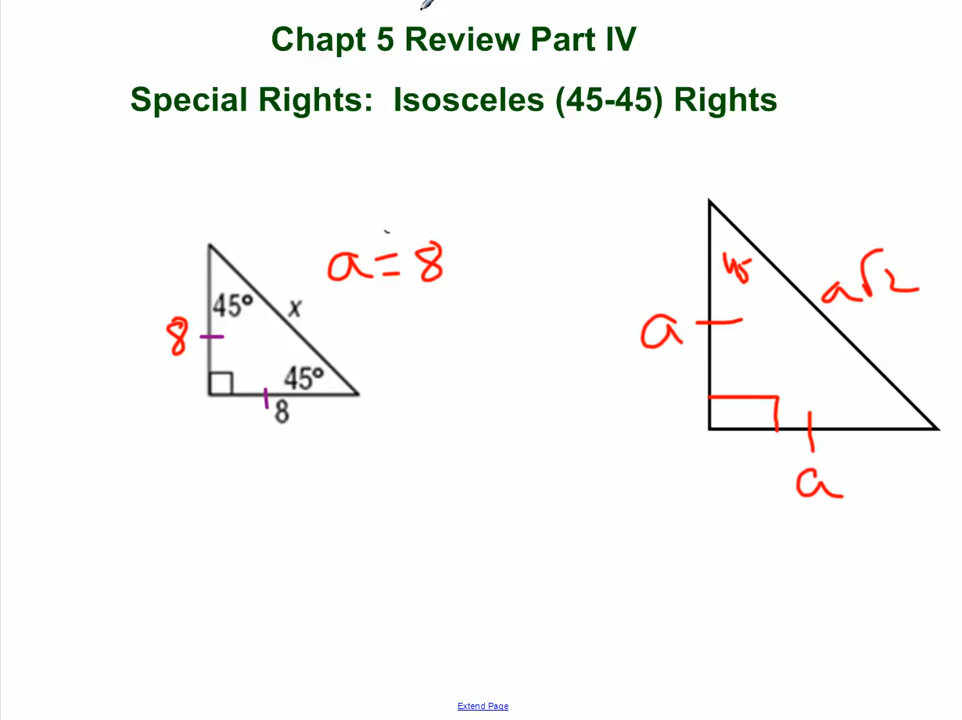 Chapt 5 Review Part IV
Special Rights: Isosceles (45-45) Rights
a = 8
45° x
8
45°
8
45
a√2
a
a
Extend Page